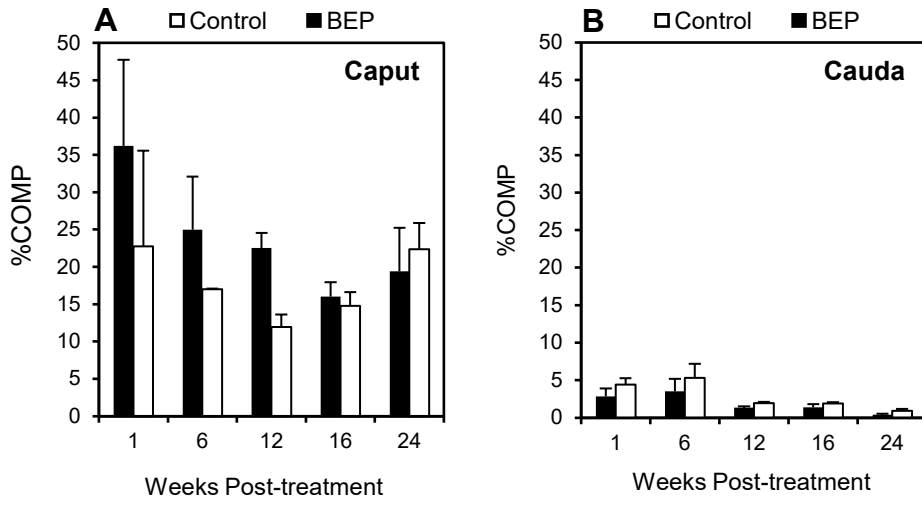 A
Control
BEP
Caput
%COMP
50
45
40
35
30
25
20
15
10
5
0
1 6 12 16 24
Weeks Post-treatment
B
Control
BEP
Cauda
%COMP
50
45
40
35
30
25
20
15
10
5
0
1 6 12 16 24
Weeks Post-treatment